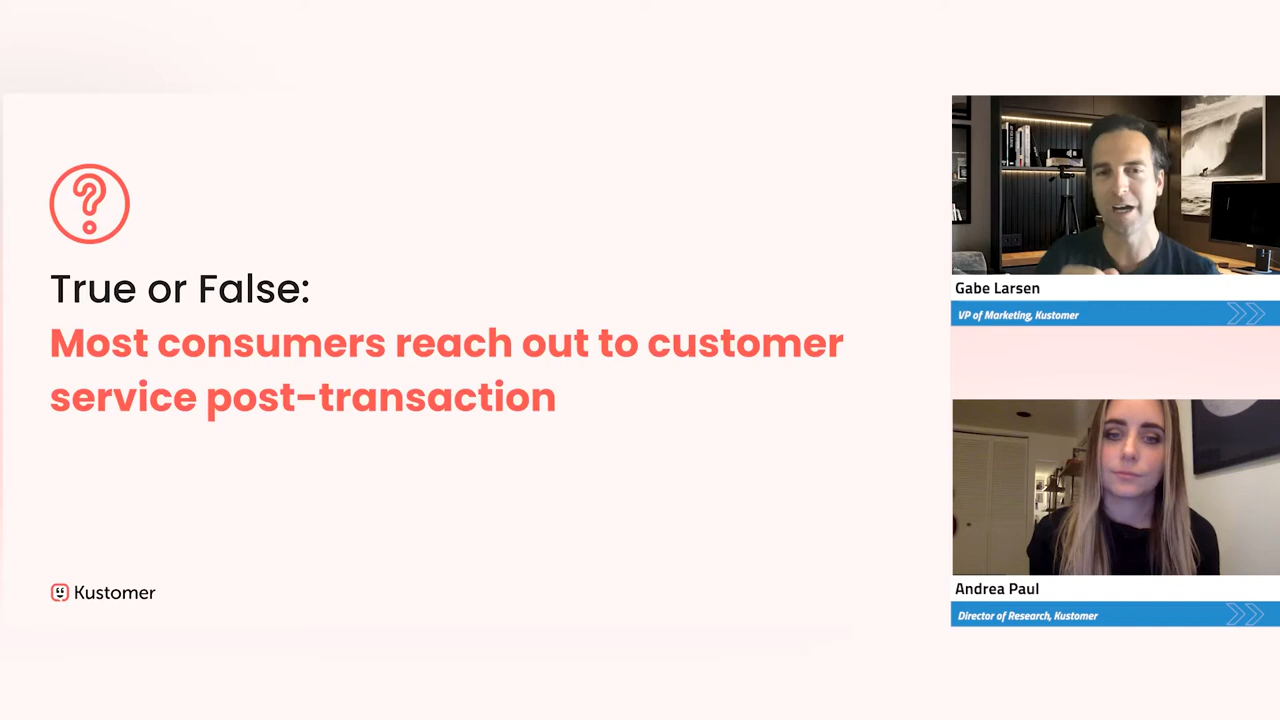 True or False:
Most consumers reach out to customer
service post-transaction
Kustomer
Gabe Larsen
VP of Marketing, Kustomer
Andrea Paul
Director of Research, Kustomer